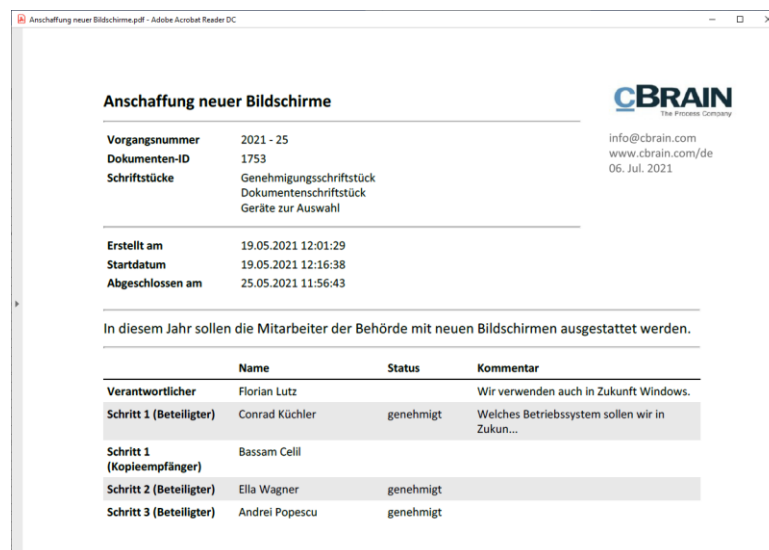 Anschaffung neuer Bildschirme.pdf - Adobe Acrobat Reader DC
Anschaffung neuer Bildschirme
cBRAIN
The Process Company
info@cbrain.com
www.cbrain.com/de
06. Jul. 2021
Vorgangsnummer 2021 - 25
Dokumenten-ID 1753
Schriftstücke Genehmigungsschriftstück
Dokumentenschriftstück
Geräte zur Auswahl
Erstellt am 19.05.2021 12:01:29
Startdatum 19.05.2021 12:16:38
Abgeschlossen am 25.05.2021 11:56:43
In diesem Jahr sollen die Mitarbeiter der Behörde mit neuen Bildschirmen ausgestattet werden.
Name Status Kommentar
Verantwortlicher Florian Lutz Wir verwenden auch in Zukunft Windows.
Schritt 1 (Beteiligter) Conrad Küchler genehmigt Welches Betriebssystem sollen wir in
Zukun...
Schritt 1 Bassam Celil
(Kopieempfänger)
Schritt 2 (Beteiligter) Ella Wagner genehmigt
Schritt 3 (Beteiligter) Andrei Popescu genehmigt